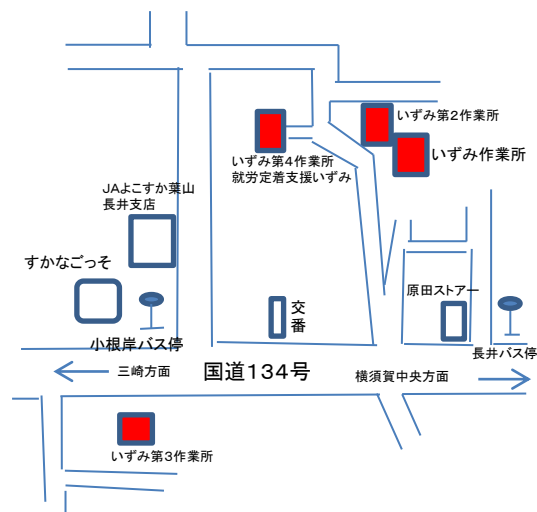 いずみ第2作業所
いずみ作業所
いずみ第4作業所
就労定着支援いずみ
JAよこすか葉山
長井支店
すかなごっそ
原田ストアー
交
番
小根岸バス停
長井バス停
三崎方面
国道134号
横須賀中央方面
いずみ第3作業所